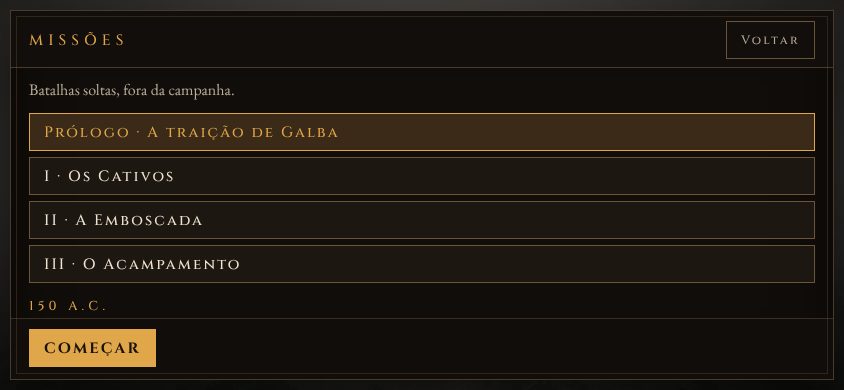 MISSÕES
VOLTAR
Batalhas soltas, fora da campanha.
PRÓLOGO · A TRAIÇÃO DE GALBA
I · OS CATIVOS
II · A EMBOSCADA
III · O ACAMPAMENTO
150 A.C.
COMEÇAR